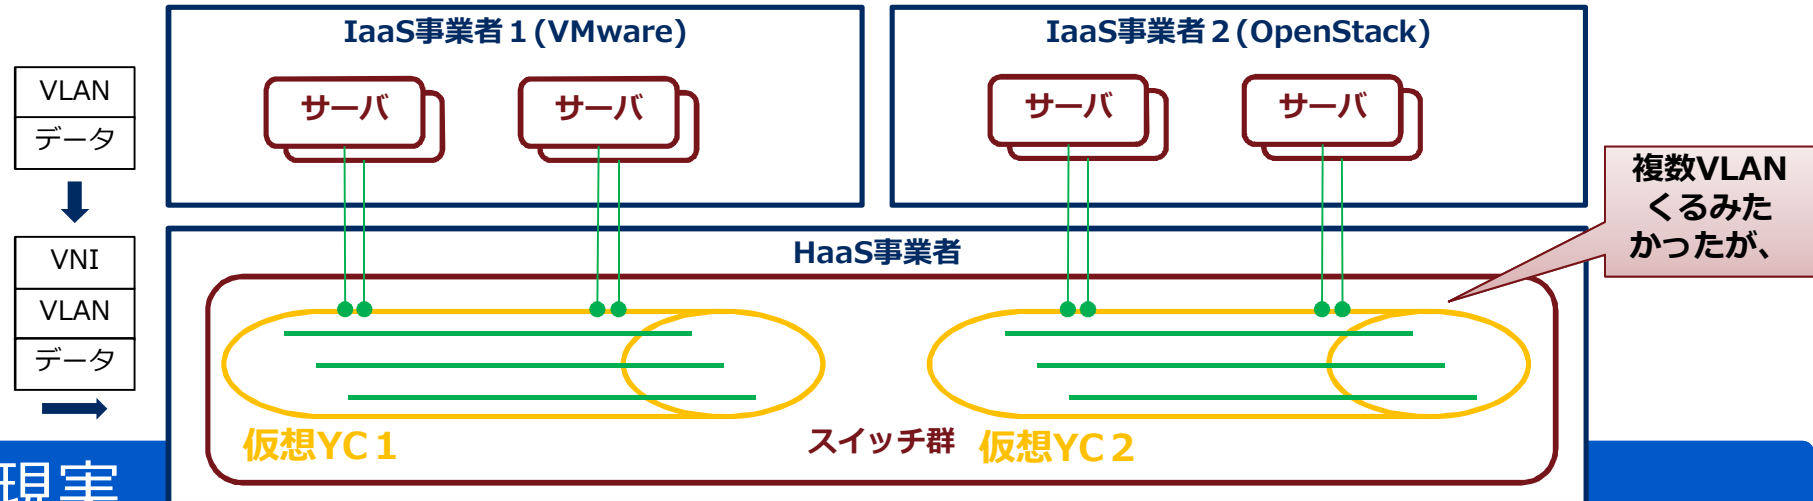 IaaS事業者１(VMware)
IaaS事業者２(OpenStack)
VLAN
データ
サーバ
サーバ
サーバ
サーバ
複数VLAN
くるみた
かったが、
VNI
VLAN
データ
HaaS事業者
仮想YC１
スイッチ群
仮想YC２
現実